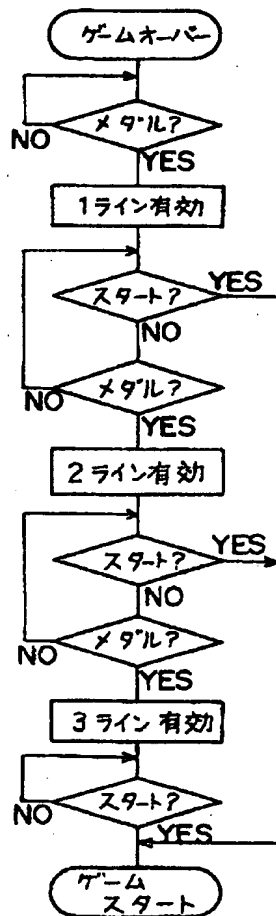 ゲームオーバー
メダル?
NO
YES
1ライン有効
YES
スタート?
NO
メダル?
NO
YES
2ライン有効
YES
スタート?
NO
メダル?
NO
YES
3ライン有効
スタート?
NO
YES
ゲーム
スタート